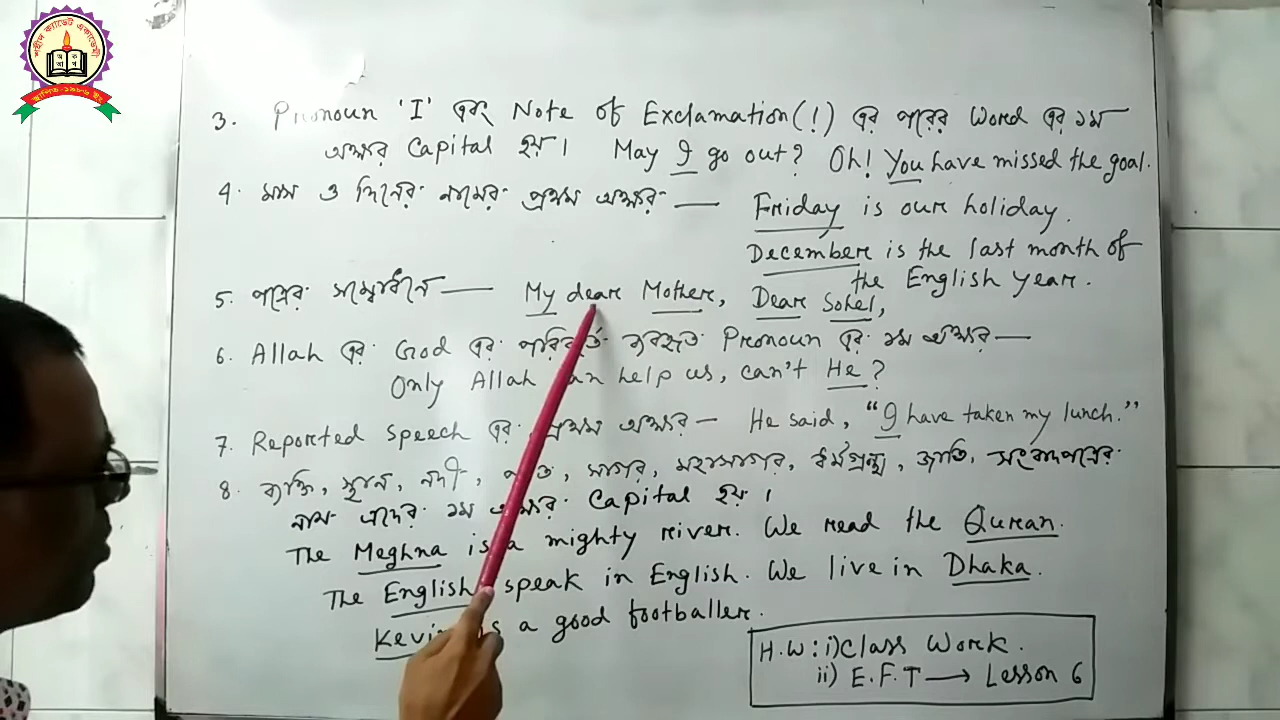 শহীদ ক্যাডেট একাডেমী
স্থাপিত-১৯৮৬ ইং
3. Pronoun 'I' এবং Note of Exclamation(!) এর পরের Word এর ১ম
অক্ষর Capital হয়। May I go out? Oh! You have missed the goal.
4. মাস ও দিনের নামের প্রথম অক্ষর — Friday is our holiday.
December is the last month of
the English year.
5. পত্রের সম্বোধনে — My dear Mother, Dear Sohel,
6. Allah এর God এর পরিবর্তে ব্যবহৃত Pronoun এর ১ম অক্ষর —
Only Allah can help us, can't He?
7. Reported speech এর প্রথম অক্ষর — He said, "I have taken my lunch."
8. ব্যক্তি, স্থান, নদী, সাগর, মহাসাগর, ধর্মগ্রন্থ, জাতি, সংবাদপত্রের
নাম এদের ১ম অক্ষর Capital হয়।
The Meghna is a mighty river. We read the Quran.
The English speak in English. We live in Dhaka.
Kevin is a good footballer.
H.W: i) Class Work.
ii) E.F.T → Lesson 6